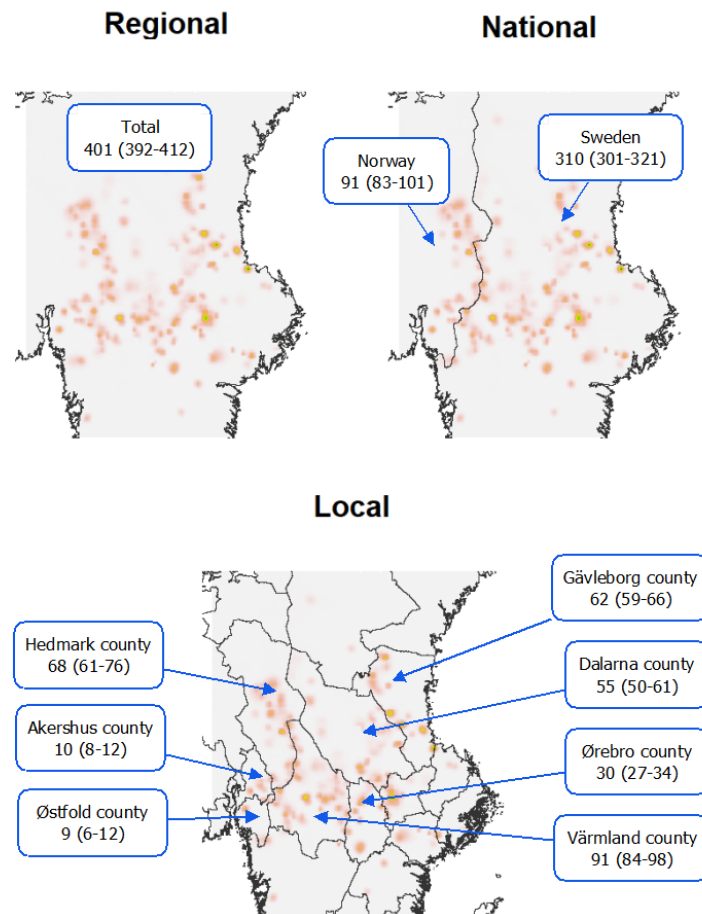 Regional
National
Total
401 (392-412)
Norway
91 (83-101)
Sweden
310 (301-321)
Local
Gävleborg county
62 (59-66)
Hedmark county
68 (61-76)
Dalarna county
55 (50-61)
Akershus county
10 (8-12)
Ørebro county
30 (27-34)
Østfold county
9 (6-12)
Värmland county
91 (84-98)